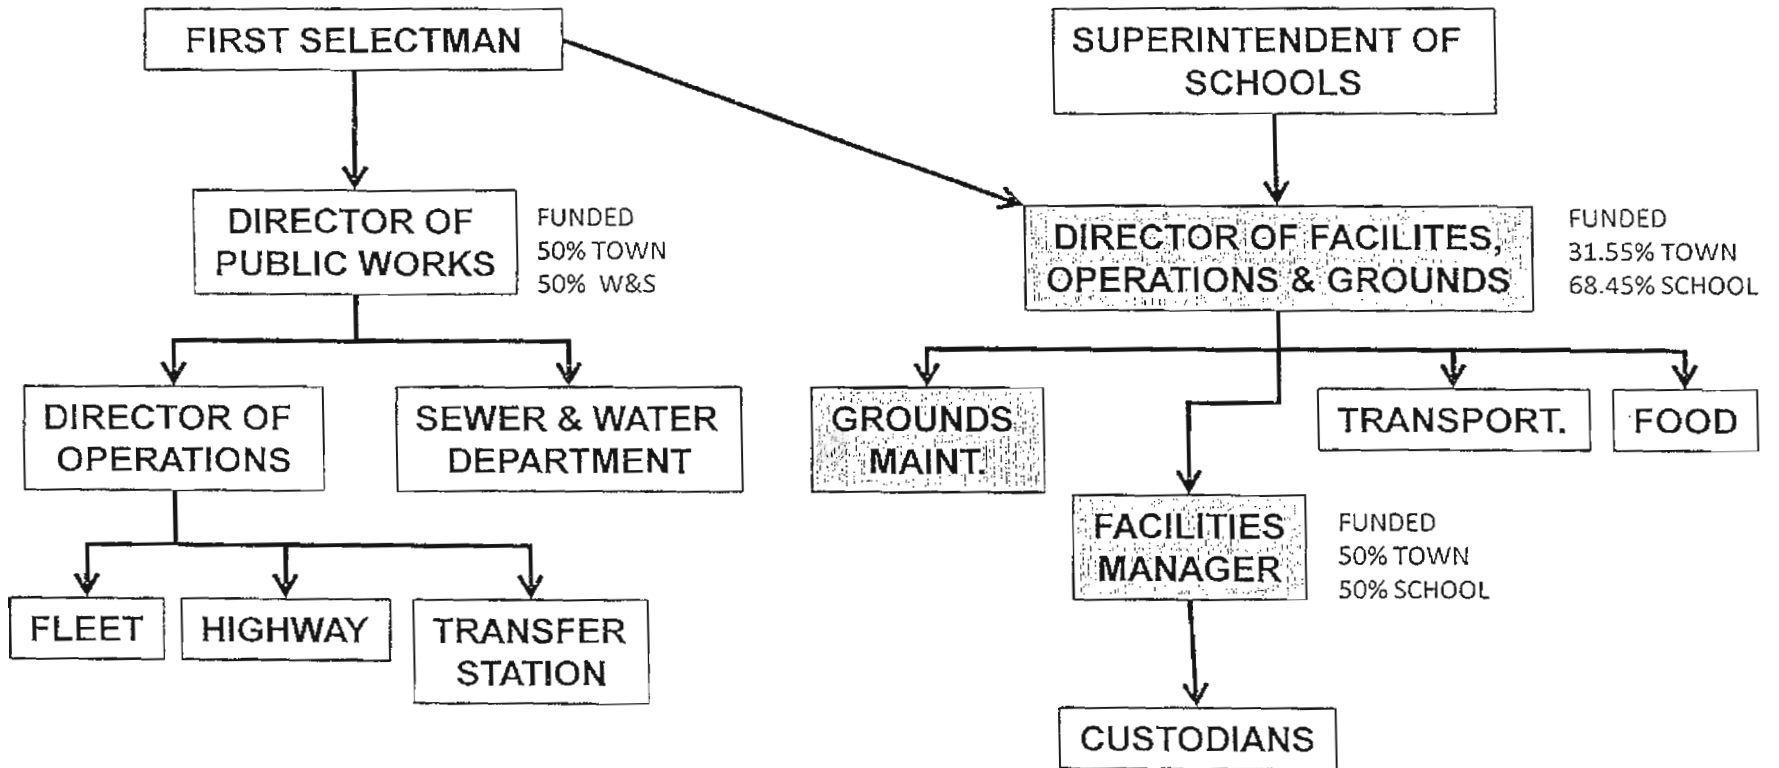 FIRST SELECTMAN
SUPERINTENDENT OF
SCHOOLS
DIRECTOR OF
PUBLIC WORKS
FUNDED
50% TOWN
50% W&S
DIRECTOR OF FACILITES,
OPERATIONS & GROUNDS
FUNDED
31.55% TOWN
68.45% SCHOOL
DIRECTOR OF
OPERATIONS
SEWER & WATER
DEPARTMENT
GROUNDS
MAINT.
TRANSPORT.
FOOD
FACILITIES
MANAGER
FUNDED
50% TOWN
50% SCHOOL
FLEET
HIGHWAY
TRANSFER
STATION
CUSTODIANS